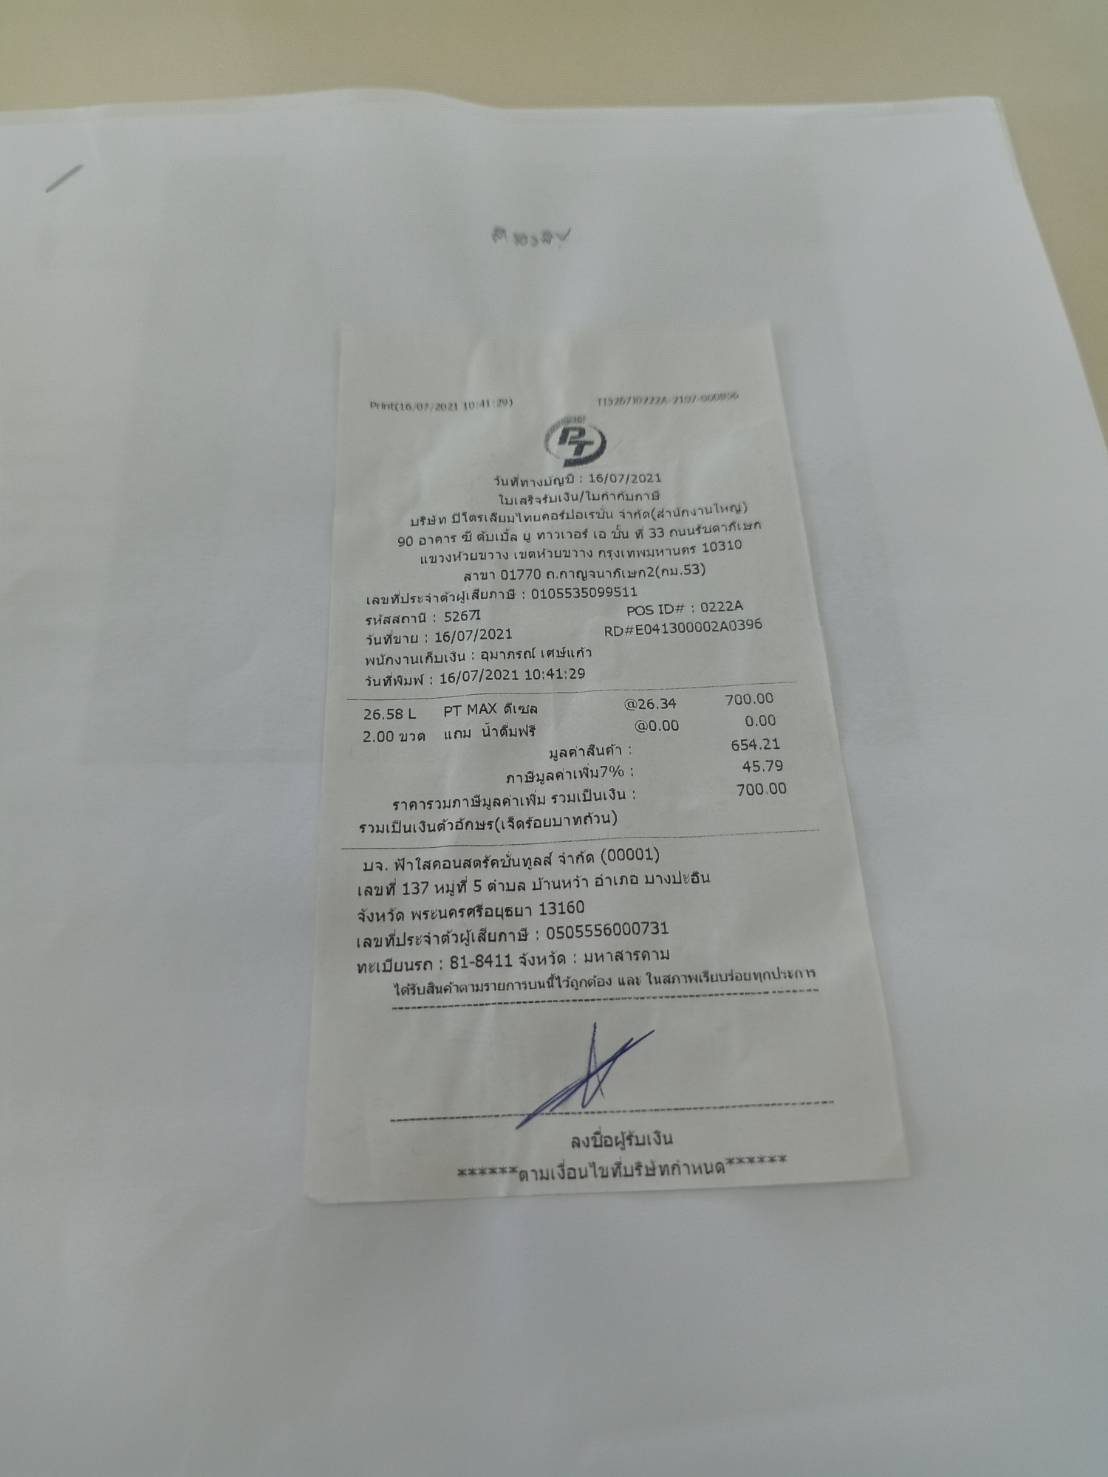 Print(16/07/2021 10:41:29)
PT
วันที่ทางบัญชี : 16/07/2021
ใบเสร็จรับเงิน/ใบกำกับภาษี
บริษัท ปิโตรเลียมไทยคอร์ปอเรชั่น จำกัด(สำนักงานใหญ่)
90 อาคาร ซี ดับเบิ้ล ยู ทาวเวอร์ เอ ชั้น ที่ 33 ถนนรัชดาภิเษก
แขวงห้วยขวาง เขตห้วยขวาง กรุงเทพมหานคร 10310
สาขา 01770 ถ.กาญจนาภิเษก2(กม.53)
เลขที่ประจำตัวผู้เสียภาษี : 0105535099511
รหัสสถานี : 5267I POS ID# : 0222A
วันที่ขาย : 16/07/2021 RD#E041300002A0396
พนักงานเก็บเงิน : อุมาภรณ์ เศษแก้ว
วันที่พิมพ์ : 16/07/2021 10:41:29
26.58 L PT MAX ดีเซล @26.34 700.00
2.00 ขวด แถม น้ำดื่มฟรี @0.00 0.00
มูลค่าสินค้า : 654.21
ภาษีมูลค่าเพิ่ม7% : 45.79
ราคารวมภาษีมูลค่าเพิ่ม รวมเป็นเงิน : 700.00
รวมเป็นเงินตัวอักษร(เจ็ดร้อยบาทถ้วน)
บจ. ฟ้าใสคอนสตรัคชั่นทูลส์ จำกัด (00001)
เลขที่ 137 หมู่ที่ 5 ตำบล บ้านหว้า อำเภอ บางปะอิน
จังหวัด พระนครศรีอยุธยา 13160
เลขที่ประจำตัวผู้เสียภาษี : 0505556000731
ทะเบียนรถ : 81-8411 จังหวัด : มหาสารคาม
ได้รับสินค้าตามรายการบนนี้ไว้ถูกต้อง และ ในสภาพเรียบร้อยทุกประการ
ลงชื่อผู้รับเงิน
******ตามเงื่อนไขที่บริษัทกำหนด******